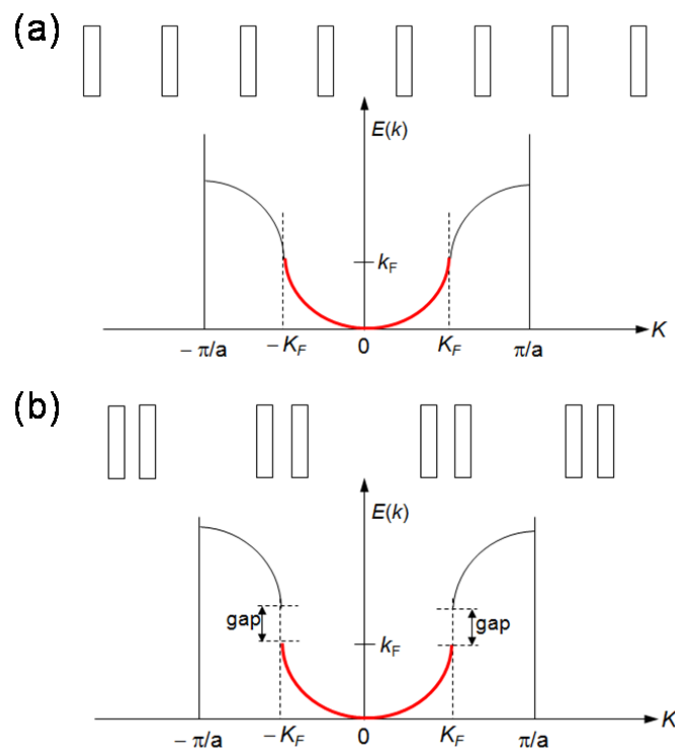 (a)
E(k)
k_F
K
− π/a
− K_F
0
K_F
π/a
(b)
E(k)
gap
gap
k_F
K
− π/a
− K_F
0
K_F
π/a